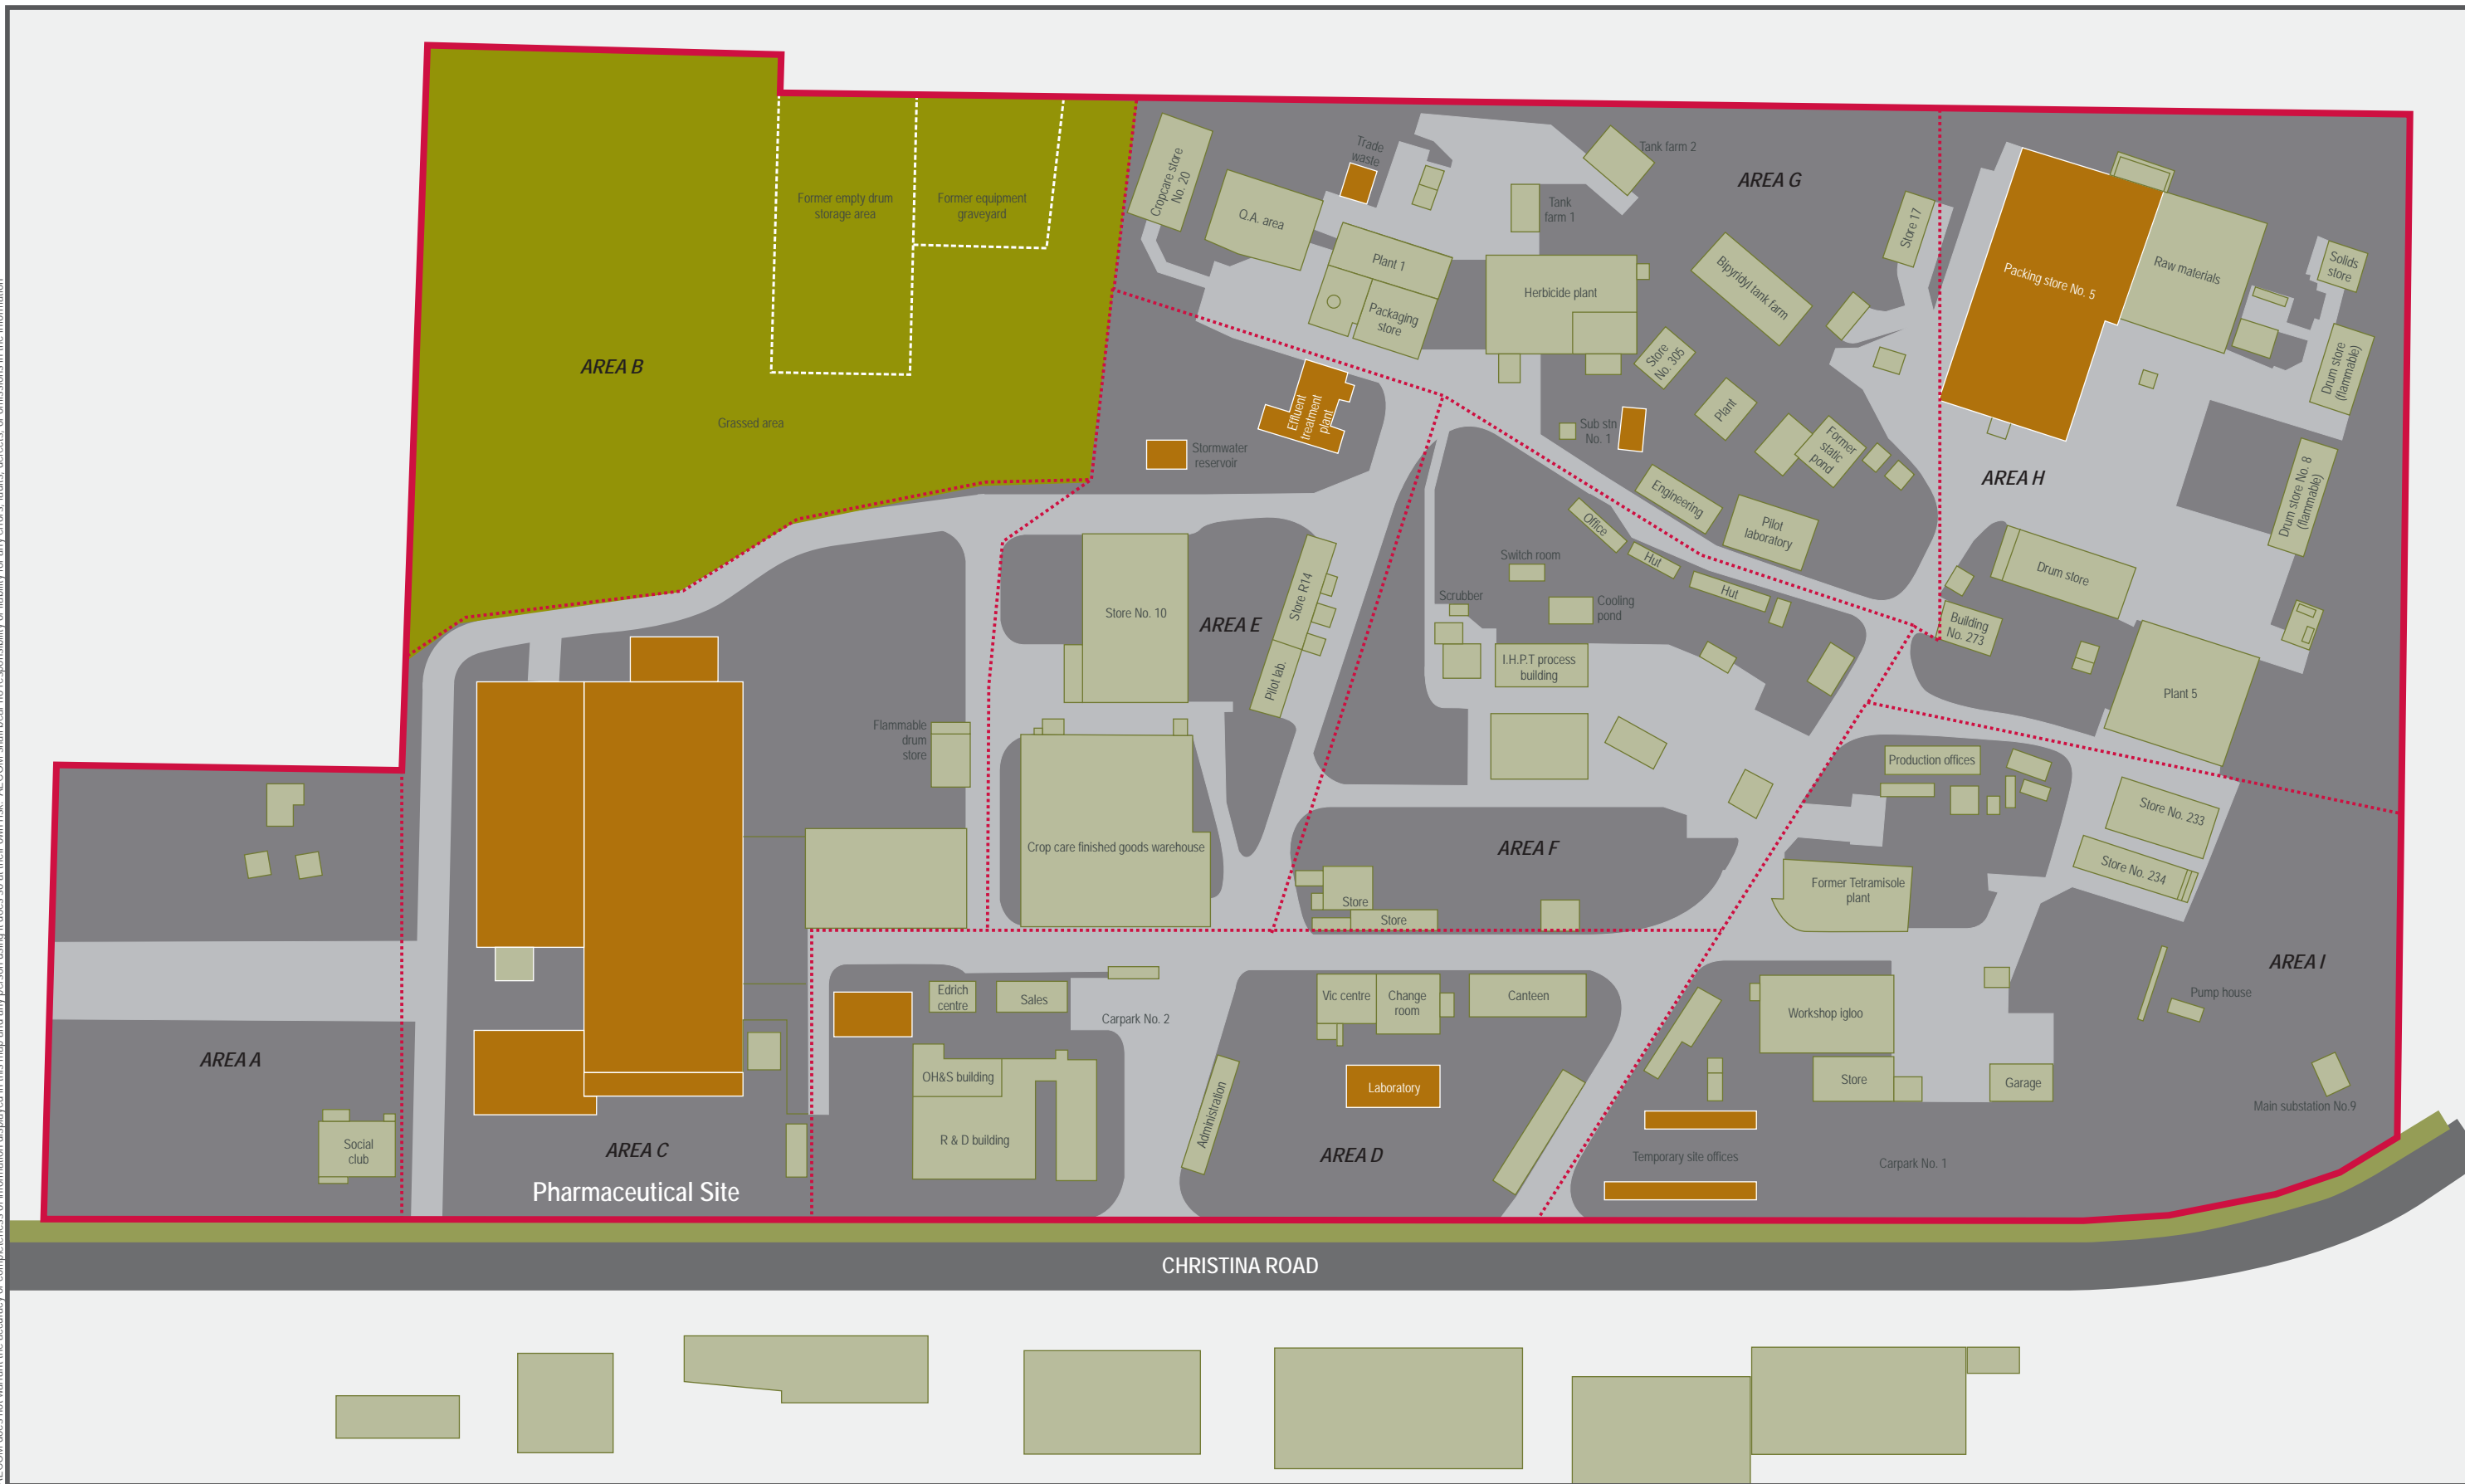 Cropcare store
No. 20
Trade
waste
Tank farm 2
AREA G
Former empty drum
storage area
Former equipment
graveyard
Q.A. area
Tank
farm 1
Store 17
Plant 1
Packaging
store
Herbicide plant
Bipyridyl tank farm
Packing store No. 5
Raw materials
Solids
store
AREA B
Grassed area
Store
No. 305
Drum store
(flammable)
Effluent
treatment
plant
Stormwater
reservoir
Sub stn
No. 1
Plant
Former
static
pond
AREA H
Drum store No. 8
(flammable)
Engineering
Pilot
laboratory
Office
Hut
Hut
Switch room
Scrubber
Cooling
pond
Drum store
Building
No. 273
Store No. 10
AREA E
Store R14
Pilot lab.
I.H.P.T process
building
Plant 5
Flammable
drum
store
Production offices
Store No. 233
Store No. 234
Crop care finished goods warehouse
AREA F
Store
Store
Former Tetramisole
plant
AREA I
Pump house
Edrich
centre
Sales
Carpark No. 2
Vic centre
Change
room
Canteen
Workshop igloo
AREA A
OH&S building
Laboratory
Store
Garage
Main substation No.9
Social
club
R & D building
Administration
AREA C
AREA D
Temporary site offices
Carpark No. 1
Pharmaceutical Site
CHRISTINA ROAD